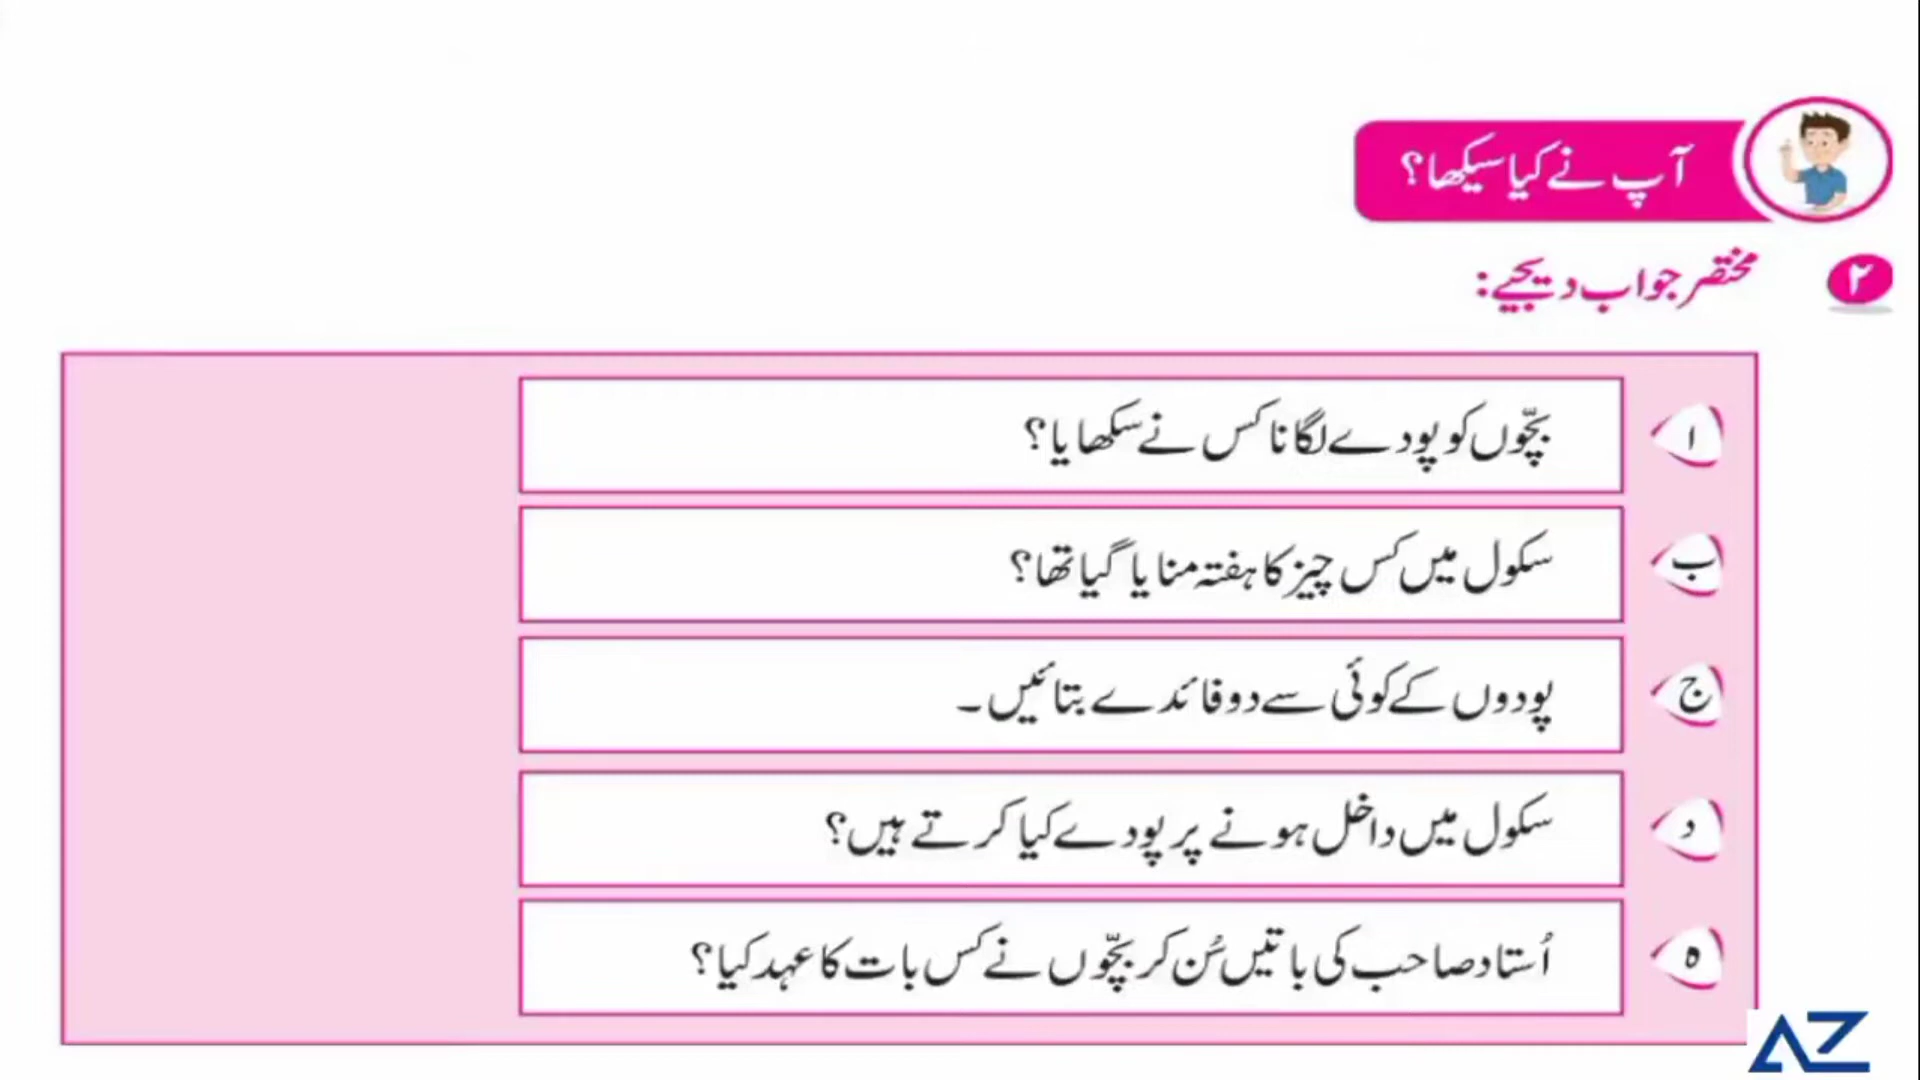 آپ نے کیا سیکھا؟
۲ مختصر جواب دیجیے:
ا بچّوں کو پودے لگانا کس نے سکھایا؟
ب سکول میں کس چیز کا ہفتہ منایا گیا تھا؟
ج پودوں کے کوئی سے دو فائدے بتائیں۔
د سکول میں داخل ہونے پر پودے کیا کرتے ہیں؟
ہ اُستاد صاحب کی باتیں سُن کر بچّوں نے کس بات کا عہد کیا؟
AZ